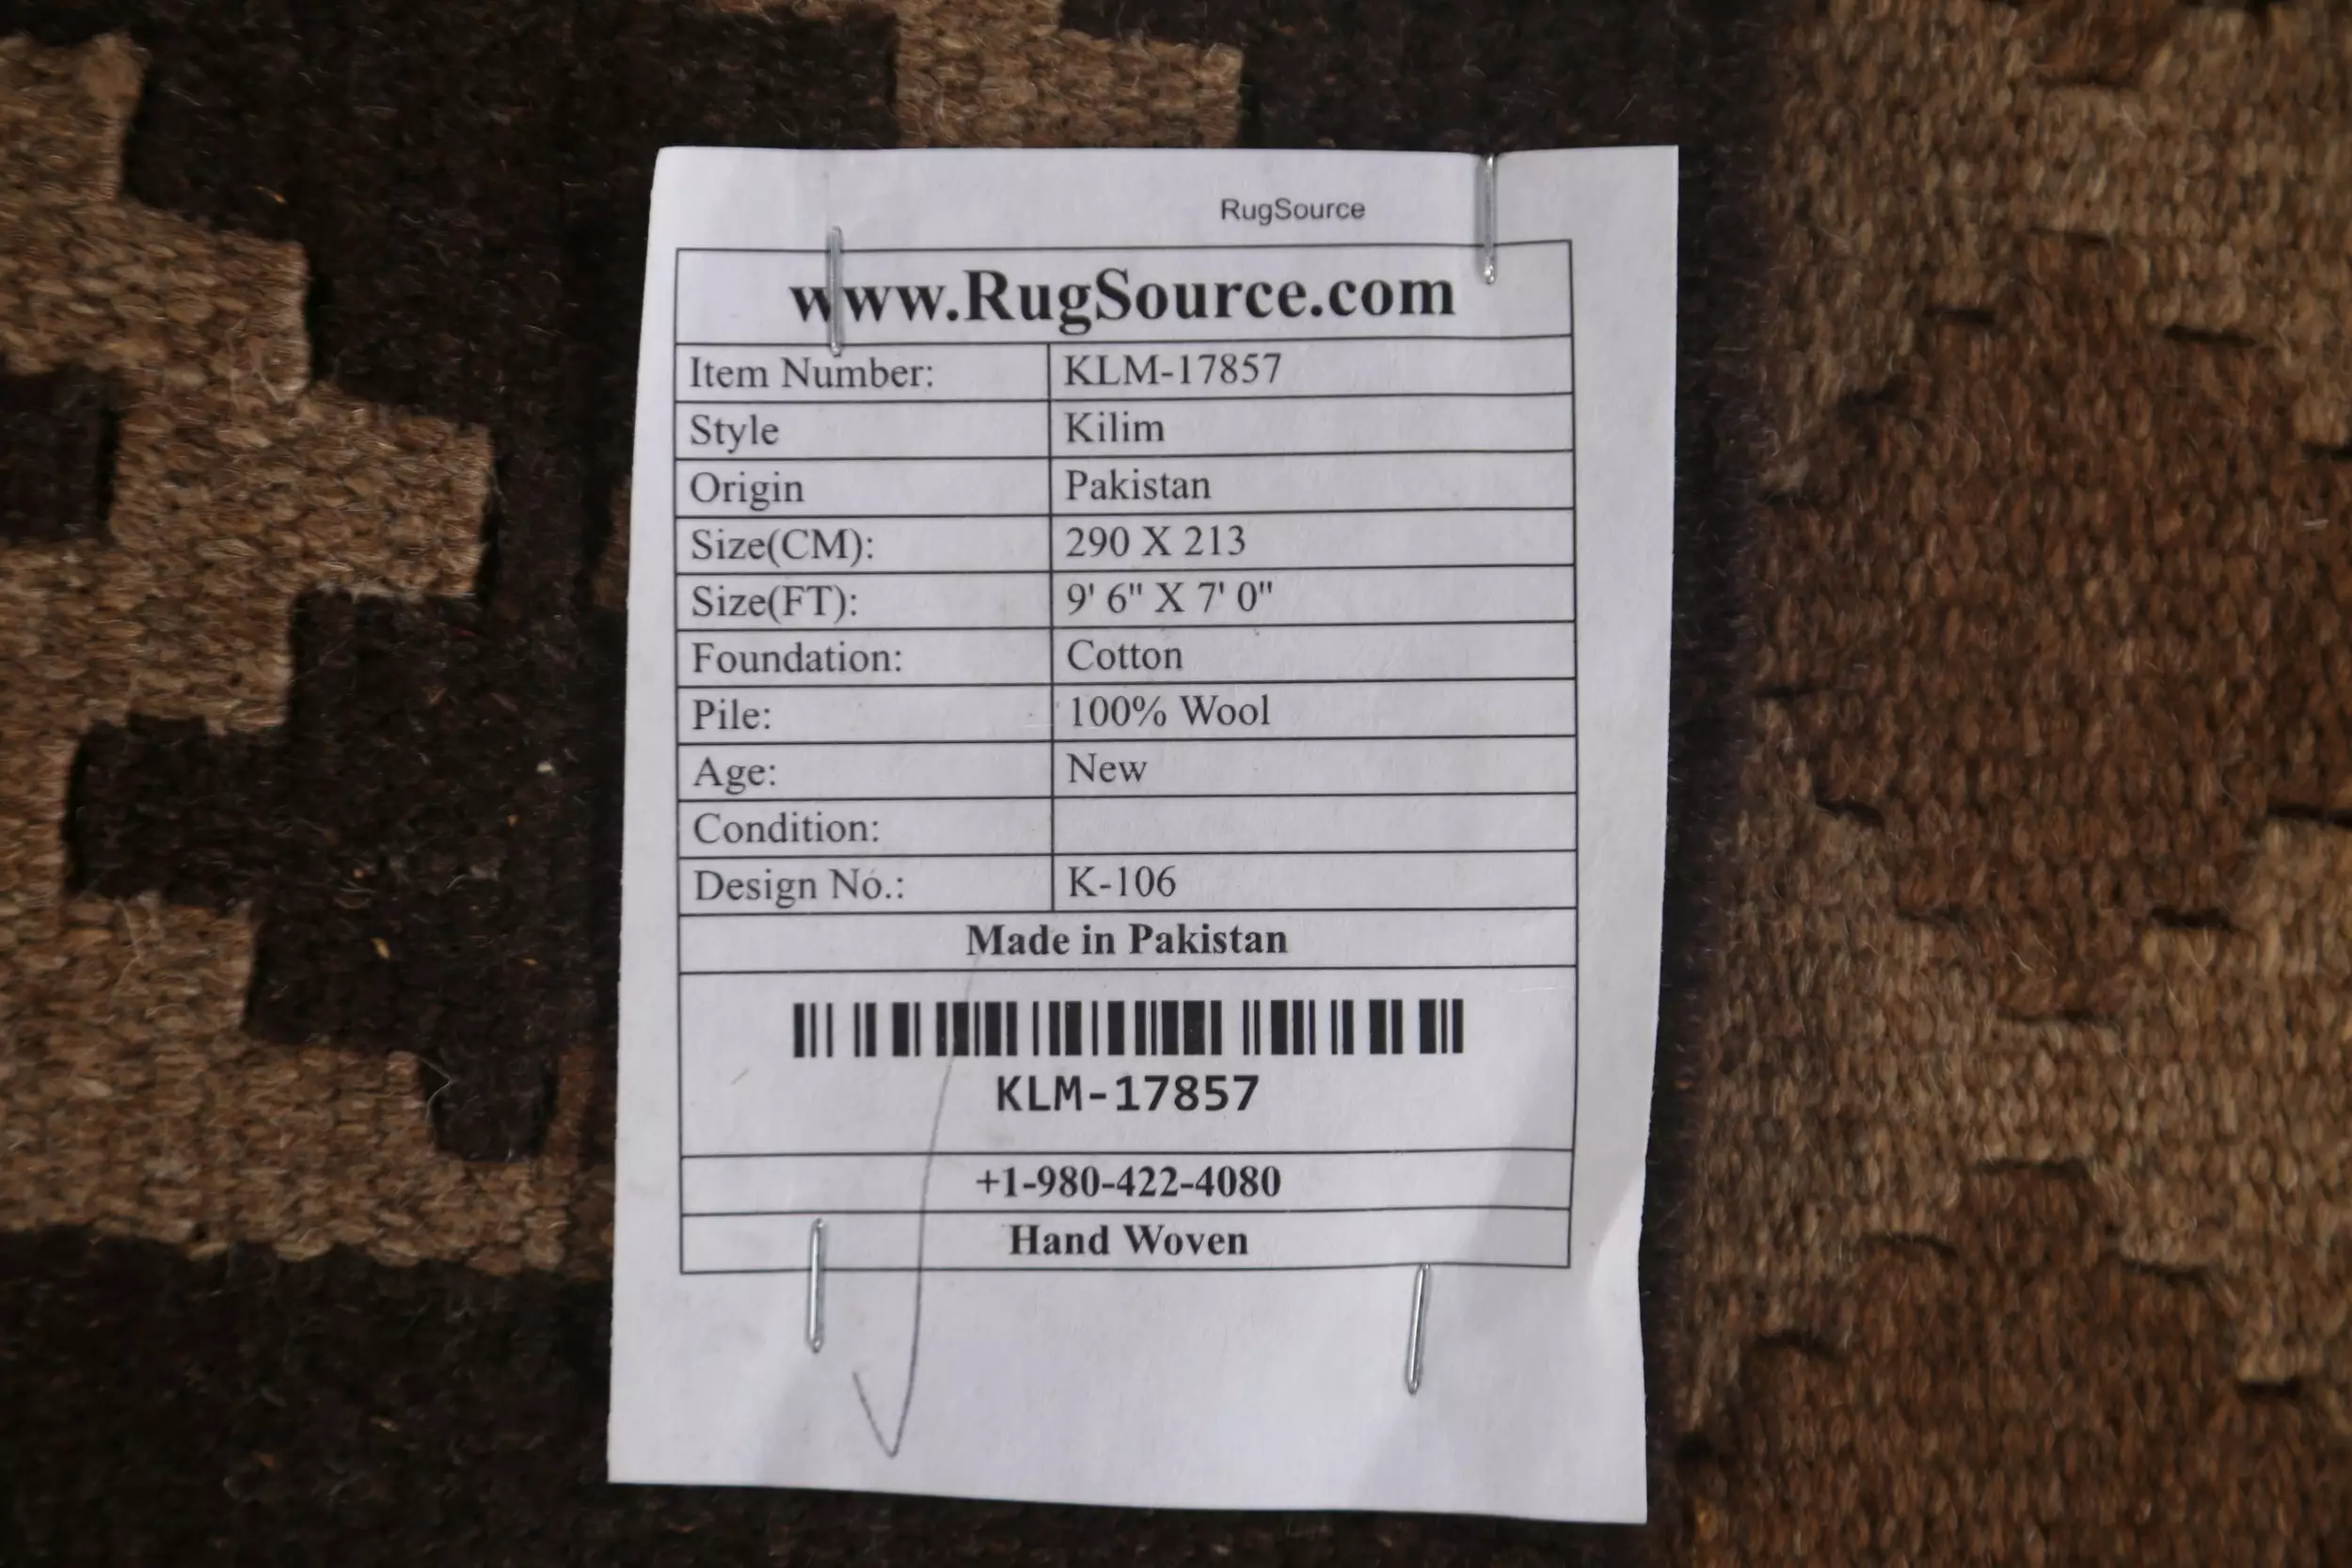 RugSource
www.RugSource.com
Item Number: KLM-17857
Style Kilim
Origin Pakistan
Size(CM): 290 X 213
Size(FT): 9' 6" X 7' 0"
Foundation: Cotton
Pile: 100% Wool
Age: New
Condition:
Design No.: K-106
Made in Pakistan
KLM-17857
+1-980-422-4080
Hand Woven